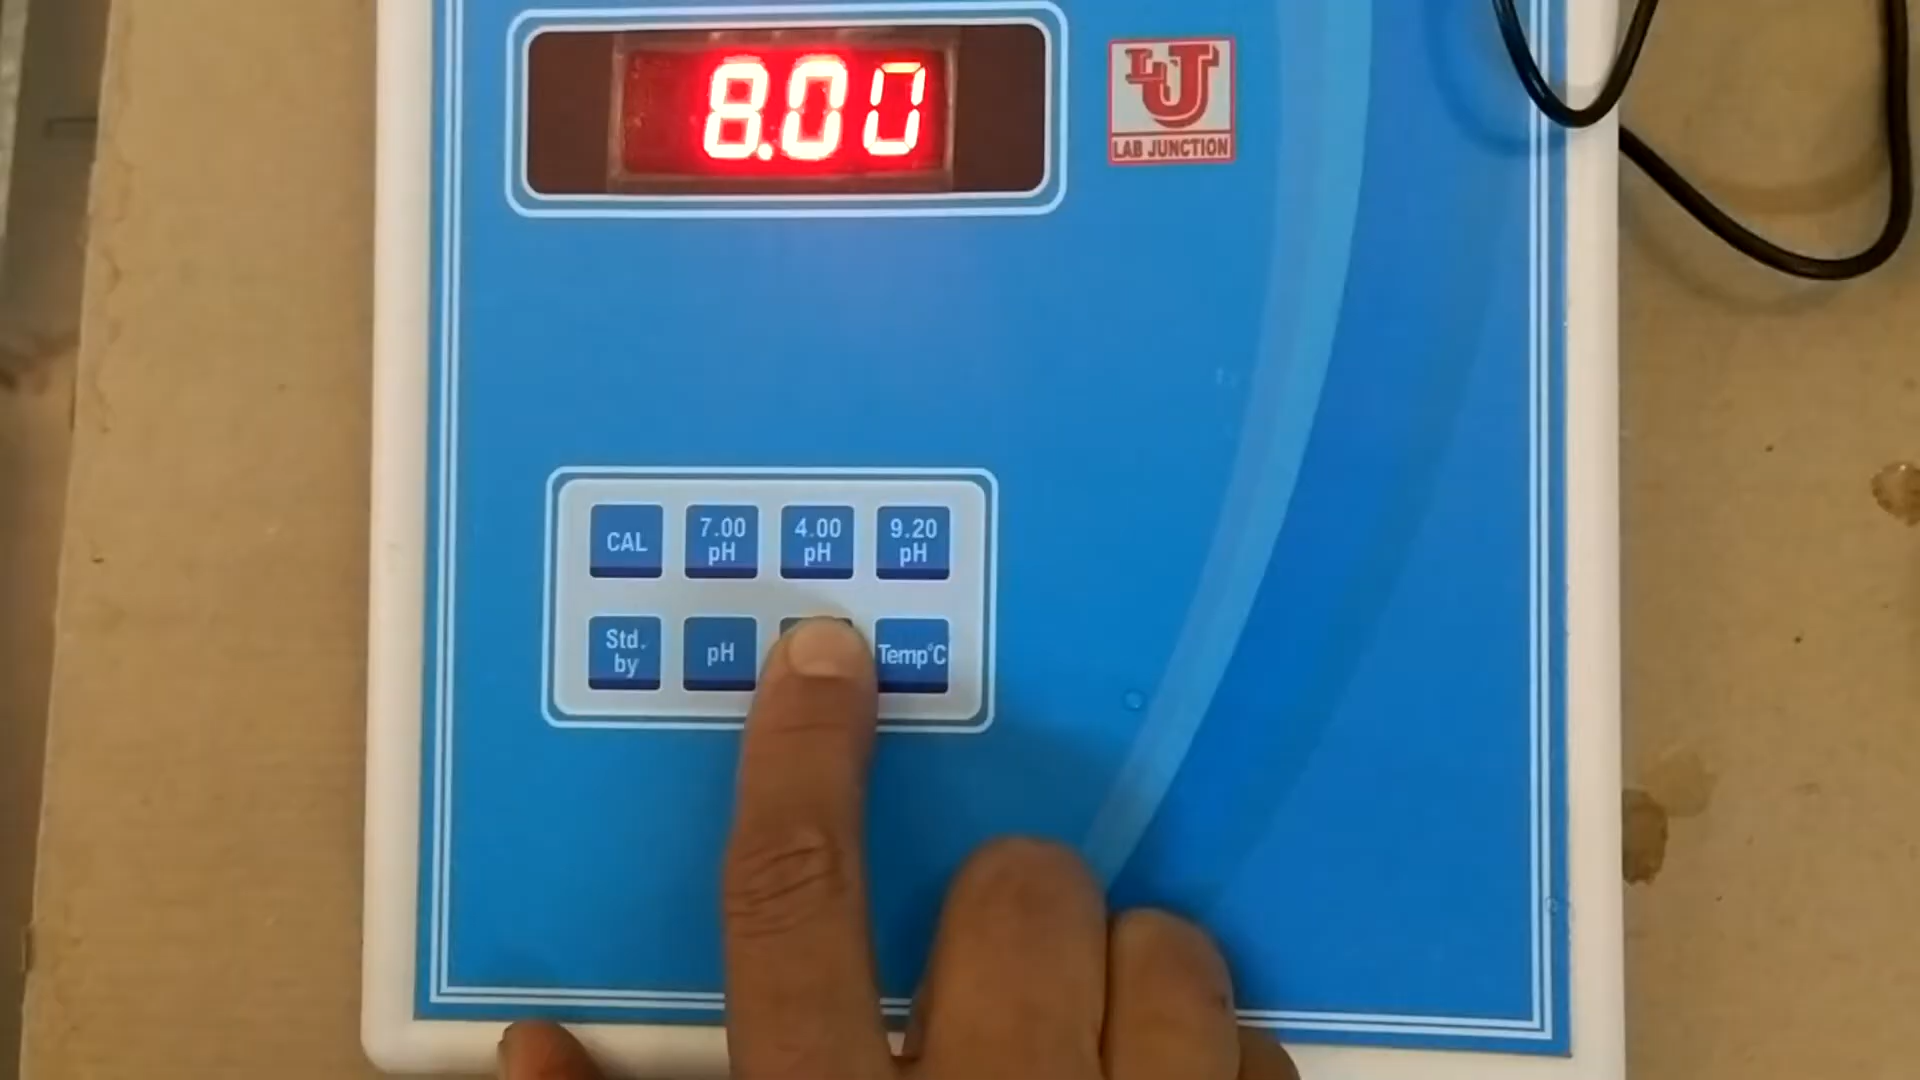 8.00
LJ
LAB JUNCTION
CAL
7.00
pH
4.00
pH
9.20
pH
Std.
by
pH
Temp°C